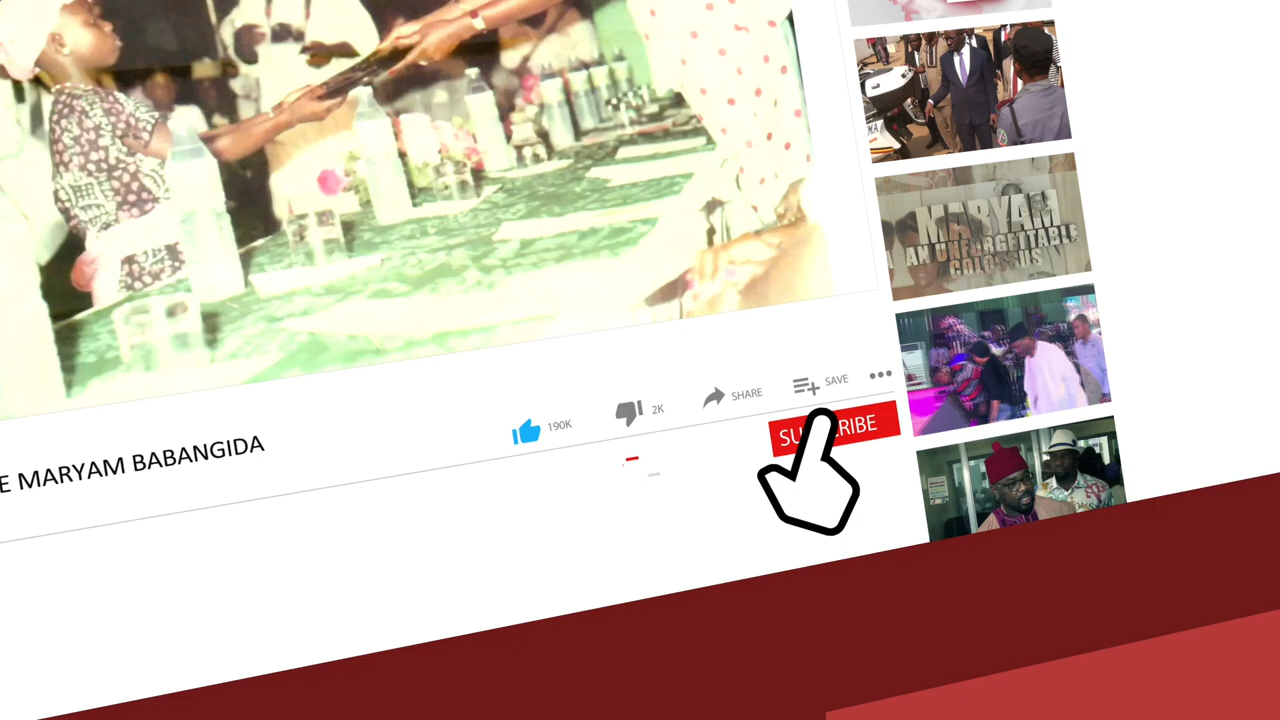 MARYAM
AN UNFORGETTABLE
COLOSSUS
190K
2K
SHARE
SAVE
E MARYAM BABANGIDA